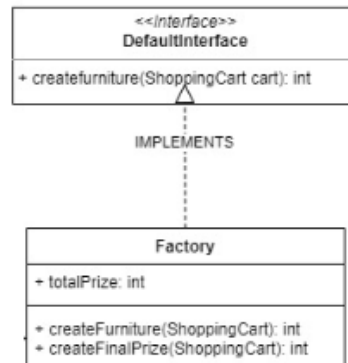 <<Interface>>
DefaultInterface
+ createfurniture(ShoppingCart cart): int
IMPLEMENTS
Factory
+ totalPrize: int
+ createFurniture(ShoppingCart): int
+ createFinalPrize(ShoppingCart): int